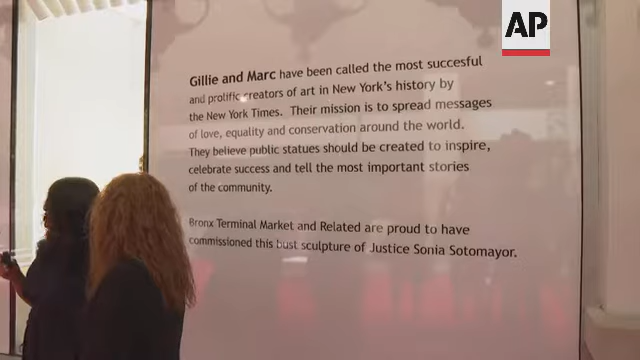 AP
Gillie and Marc have been called the most succesful
and prolific creators of art in New York's history by
the New York Times. Their mission is to spread messages
of love, equality and conservation around the world.
They believe public statues should be created to inspire,
celebrate success and tell the most important stories
of the community.
Bronx Terminal Market and Related are proud to have
commissioned this bust sculpture of Justice Sonia Sotomayor.